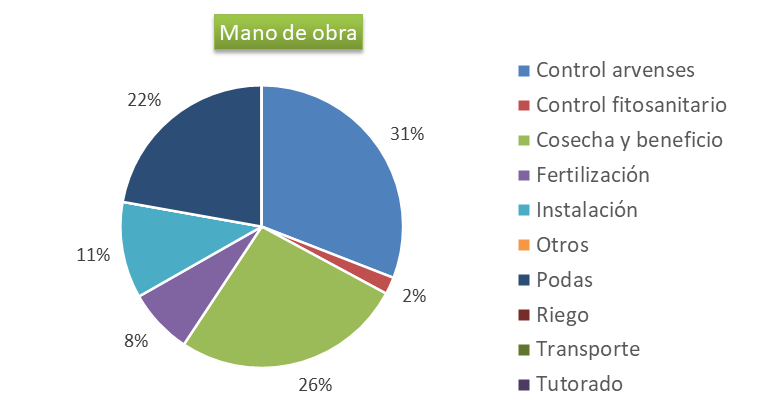 Mano de obra
22%
31%
11%
2%
8%
26%
Control arvenses
Control fitosanitario
Cosecha y beneficio
Fertilización
Instalación
Otros
Podas
Riego
Transporte
Tutorado